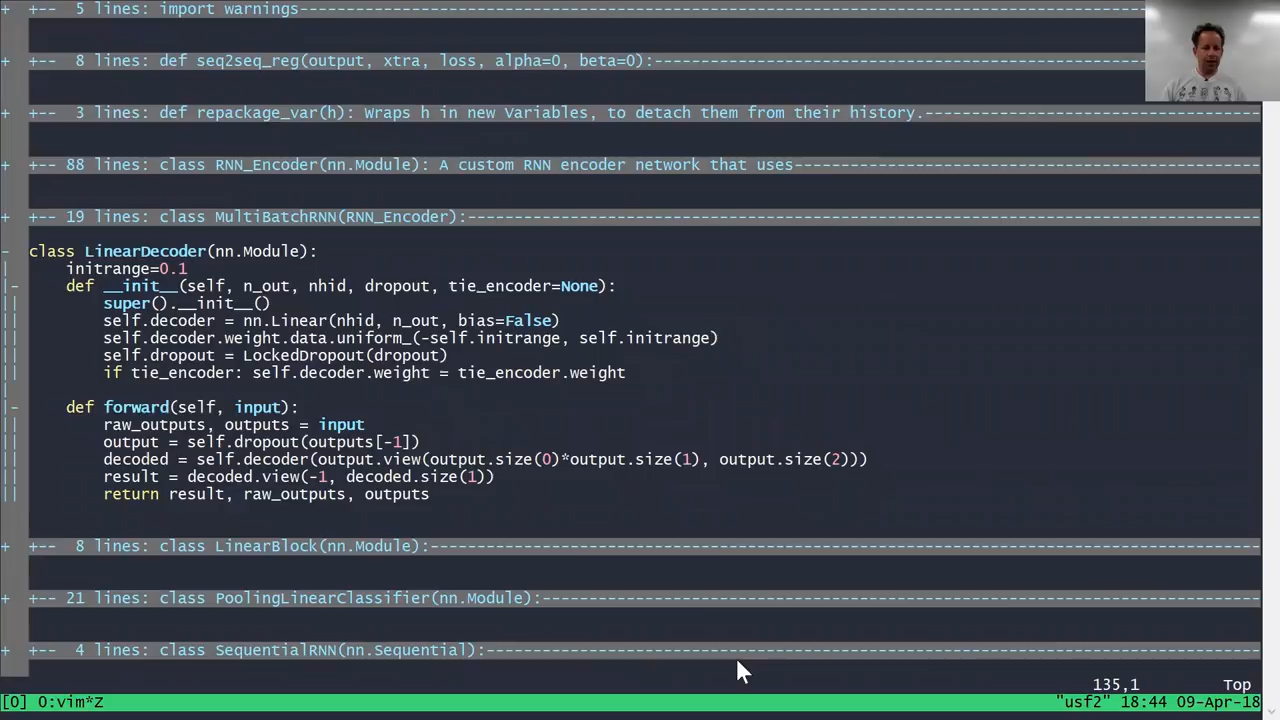 + +-- 5 lines: import warnings
+ +-- 8 lines: def seq2seq_reg(output, xtra, loss, alpha=0, beta=0):
+ +-- 3 lines: def repackage_var(h): Wraps h in new Variables, to detach them from their history.
+ +-- 88 lines: class RNN_Encoder(nn.Module): A custom RNN encoder network that uses
+ +-- 19 lines: class MultiBatchRNN(RNN_Encoder):
class LinearDecoder(nn.Module):
initrange=0.1
def __init__(self, n_out, nhid, dropout, tie_encoder=None):
super().__init__()
self.decoder = nn.Linear(nhid, n_out, bias=False)
self.decoder.weight.data.uniform_(-self.initrange, self.initrange)
self.dropout = LockedDropout(dropout)
if tie_encoder: self.decoder.weight = tie_encoder.weight
def forward(self, input):
raw_outputs, outputs = input
output = self.dropout(outputs[-1])
decoded = self.decoder(output.view(output.size(0)*output.size(1), output.size(2)))
result = decoded.view(-1, decoded.size(1))
return result, raw_outputs, outputs
+ +-- 8 lines: class LinearBlock(nn.Module):
+ +-- 21 lines: class PoolingLinearClassifier(nn.Module):
+ +-- 4 lines: class SequentialRNN(nn.Sequential):
135,1 Top
[0] 0:vim*Z "usf2" 18:44 09-Apr-18